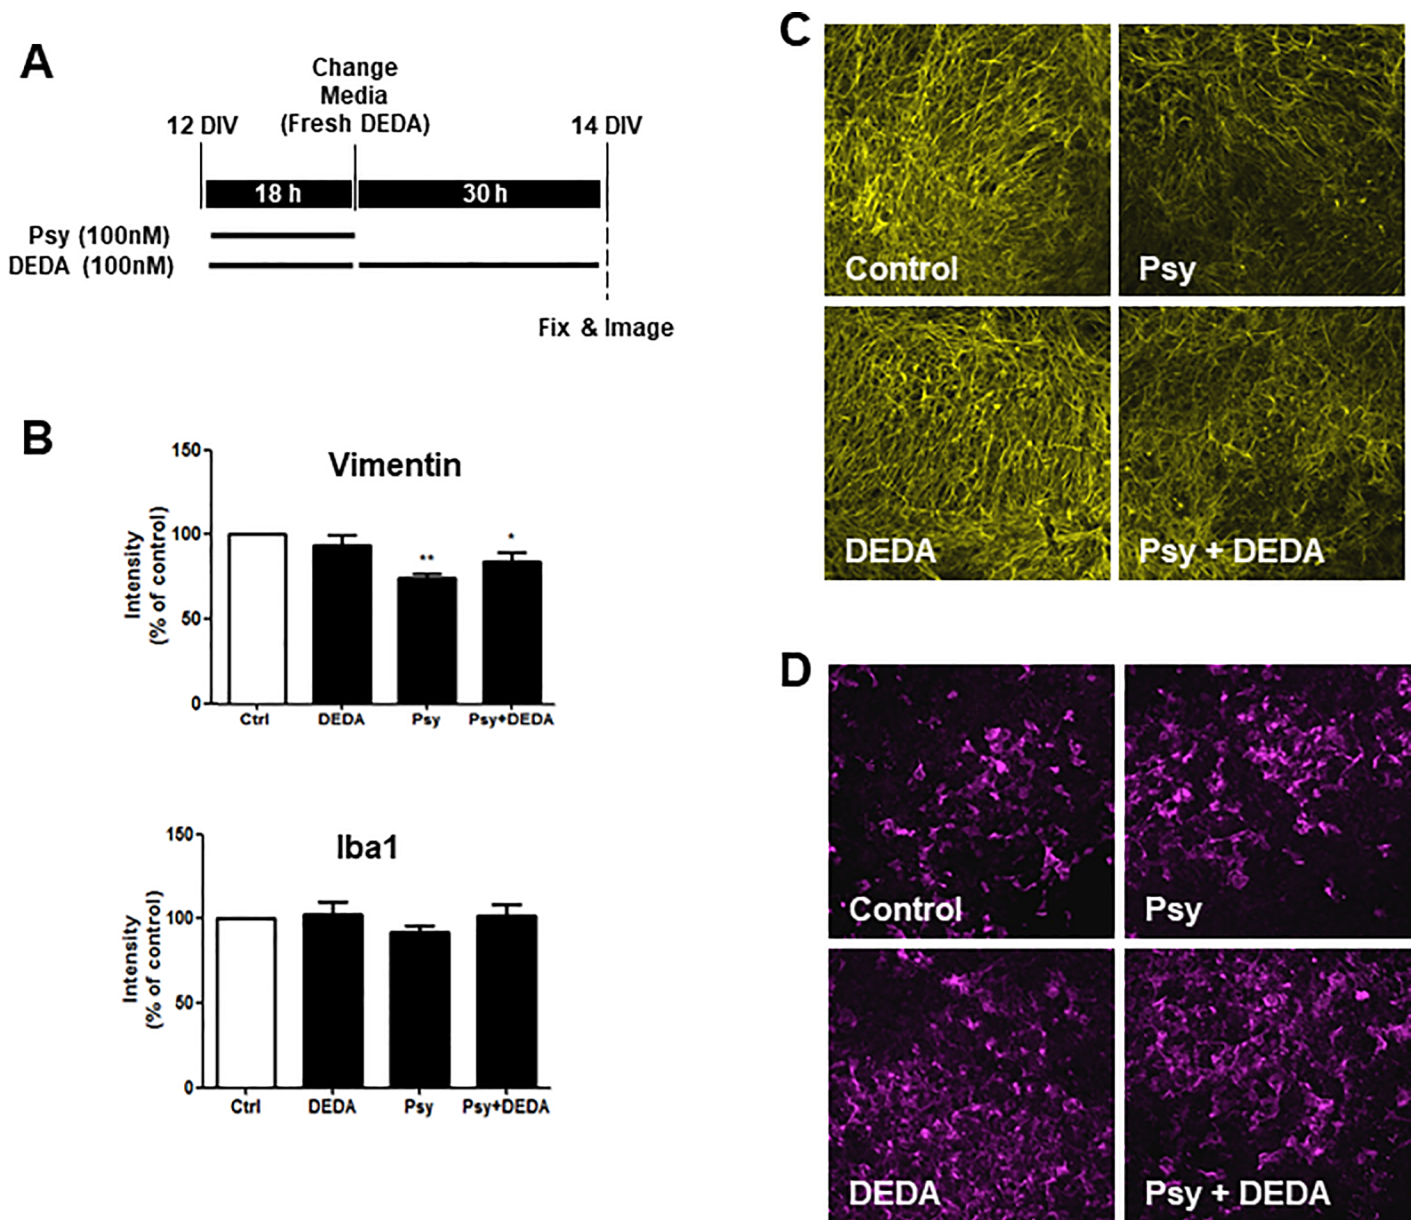 A
Change
Media
(Fresh DEDA)
12 DIV
14 DIV
18 h
30 h
Psy (100nM)
DEDA (100nM)
Fix & Image
B
Vimentin
Intensity
(% of control)
150
100
50
0
**
*
Ctrl DEDA Psy Psy+DEDA
Iba1
Intensity
(% of control)
150
100
50
0
Ctrl DEDA Psy Psy+DEDA
C
Control
Psy
DEDA
Psy + DEDA
D
Control
Psy
DEDA
Psy + DEDA